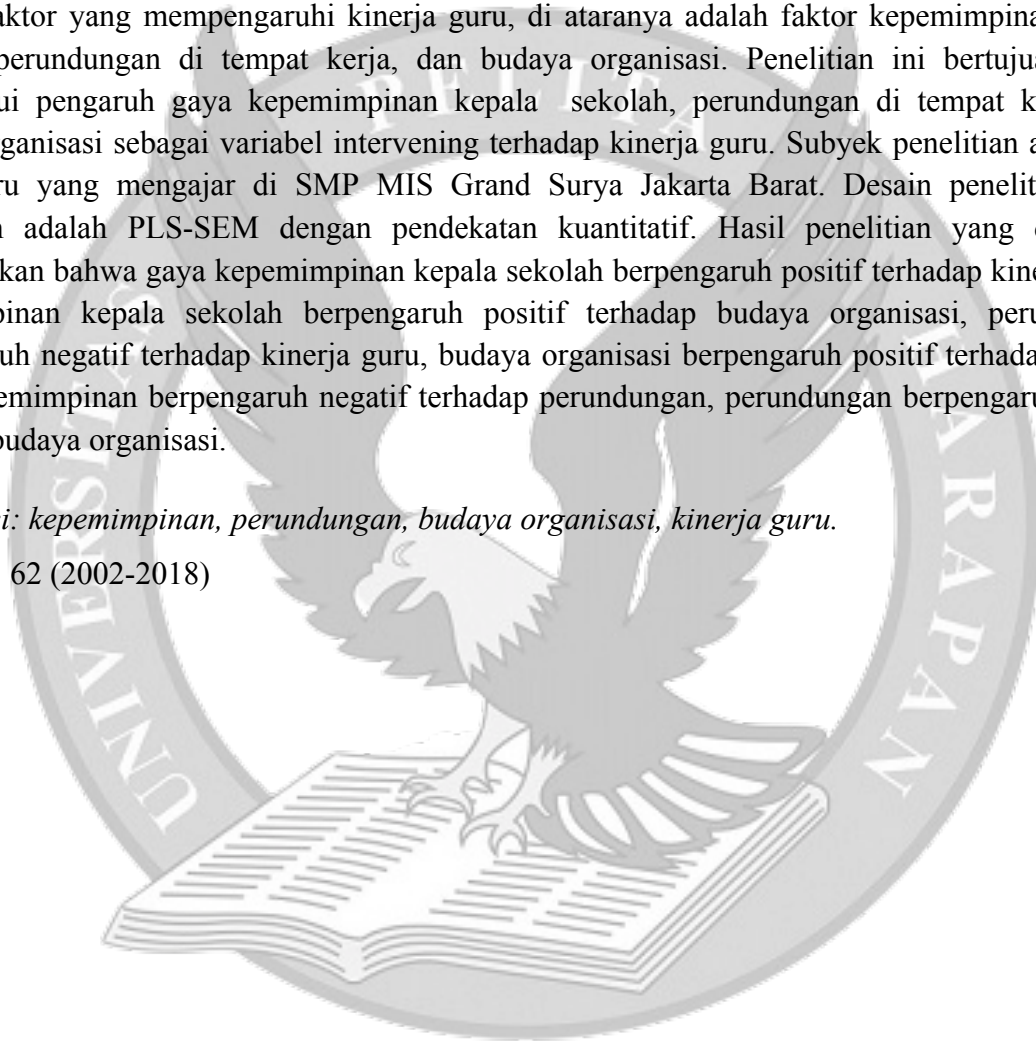 aktor yang mempengaruhi kinerja guru, di ataranya adalah faktor kepemimpina
perundungan di tempat kerja, dan budaya organisasi. Penelitian ini bertujua
ui pengaruh gaya kepemimpinan kepala sekolah, perundungan di tempat k
ganisasi sebagai variabel intervening terhadap kinerja guru. Subyek penelitian a
ru yang mengajar di SMP MIS Grand Surya Jakarta Barat. Desain penelit
n adalah PLS-SEM dengan pendekatan kuantitatif. Hasil penelitian yang
kan bahwa gaya kepemimpinan kepala sekolah berpengaruh positif terhadap kine
pinan kepala sekolah berpengaruh positif terhadap budaya organisasi, peru
uh negatif terhadap kinerja guru, budaya organisasi berpengaruh positif terhada
emimpinan berpengaruh negatif terhadap perundungan, perundungan berpengaru
budaya organisasi.
i: kepemimpinan, perundungan, budaya organisasi, kinerja guru.
62 (2002-2018)
UNIVERSITAS PELITA HARAPAN